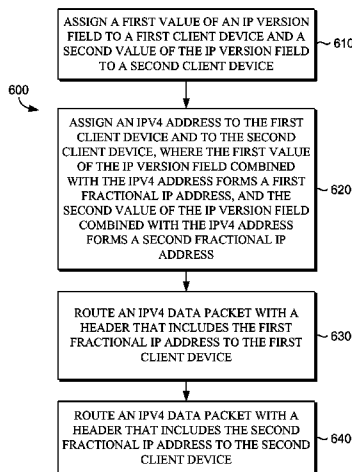 ASSIGN A FIRST VALUE OF AN IP VERSION
FIELD TO A FIRST CLIENT DEVICE AND A
SECOND VALUE OF THE IP VERSION FIELD
TO A SECOND CLIENT DEVICE
610
600
ASSIGN AN IPV4 ADDRESS TO THE FIRST
CLIENT DEVICE AND TO THE SECOND
CLIENT DEVICE, WHERE THE FIRST VALUE
OF THE IP VERSION FIELD COMBINED
WITH THE IPV4 ADDRESS FORMS A FIRST
FRACTIONAL IP ADDRESS, AND THE
SECOND VALUE OF THE IP VERSION FIELD
COMBINED WITH THE IPV4 ADDRESS
FORMS A SECOND FRACTIONAL IP
ADDRESS
620
ROUTE AN IPV4 DATA PACKET WITH A
HEADER THAT INCLUDES THE FIRST
FRACTIONAL IP ADDRESS TO THE FIRST
CLIENT DEVICE
630
ROUTE AN IPV4 DATA PACKET WITH A
HEADER THAT INCLUDES THE SECOND
FRACTIONAL IP ADDRESS TO THE SECOND
CLIENT DEVICE
640